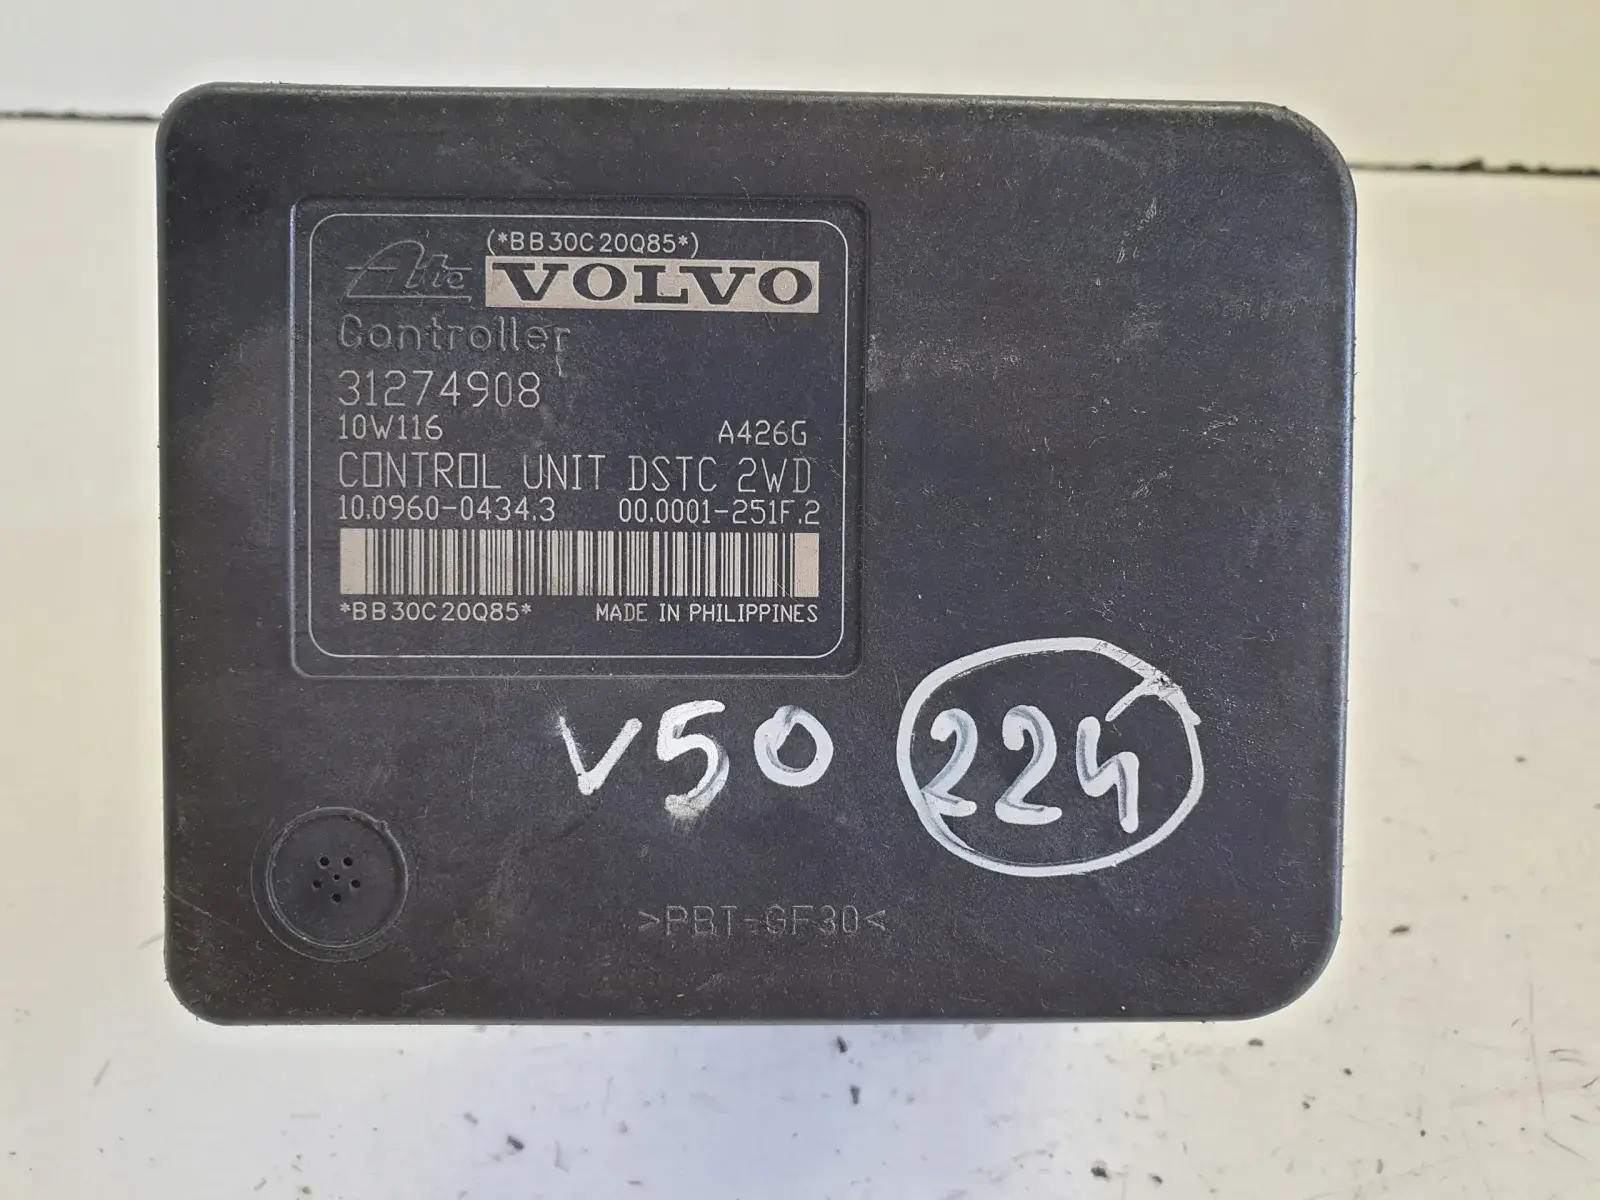 (*BB30C20Q85*)
Ate VOLVO
Controller
31274908
10W116 A426G
CONTROL UNIT DSTC 2WD
10.0960-0434.3 00.0001-251F.2
*BB30C20Q85* MADE IN PHILIPPINES
V50 224
>PBT-GF30<